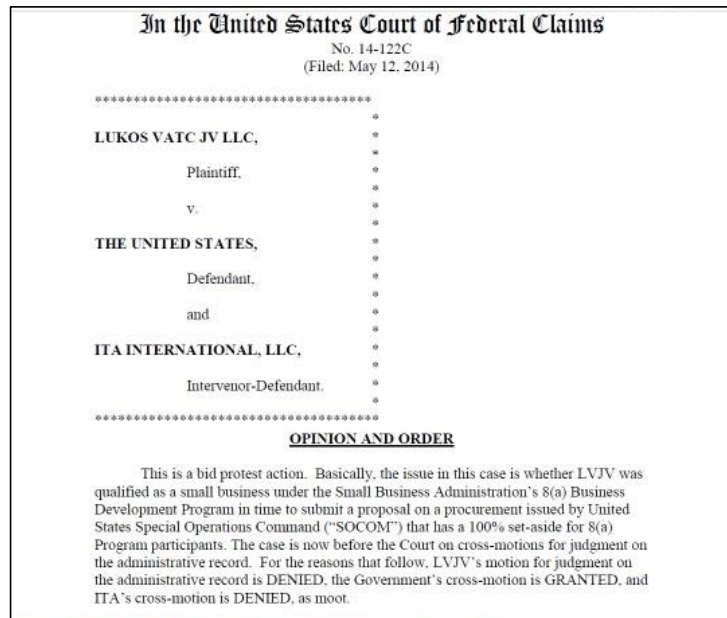 In the United States Court of Federal Claims
No. 14-122C
(Filed: May 12, 2014)
************************************
*
LUKOS VATC JV LLC, *
*
Plaintiff, *
*
v. *
*
THE UNITED STATES, *
*
Defendant, *
*
and *
*
ITA INTERNATIONAL, LLC, *
*
Intervenor-Defendant. *
*
*************************************
OPINION AND ORDER
This is a bid protest action. Basically, the issue in this case is whether LVJV was
qualified as a small business under the Small Business Administration's 8(a) Business
Development Program in time to submit a proposal on a procurement issued by United
States Special Operations Command ("SOCOM") that has a 100% set-aside for 8(a)
Program participants. The case is now before the Court on cross-motions for judgment on
the administrative record. For the reasons that follow, LVJV's motion for judgment on
the administrative record is DENIED, the Government's cross-motion is GRANTED, and
ITA's cross-motion is DENIED, as moot.